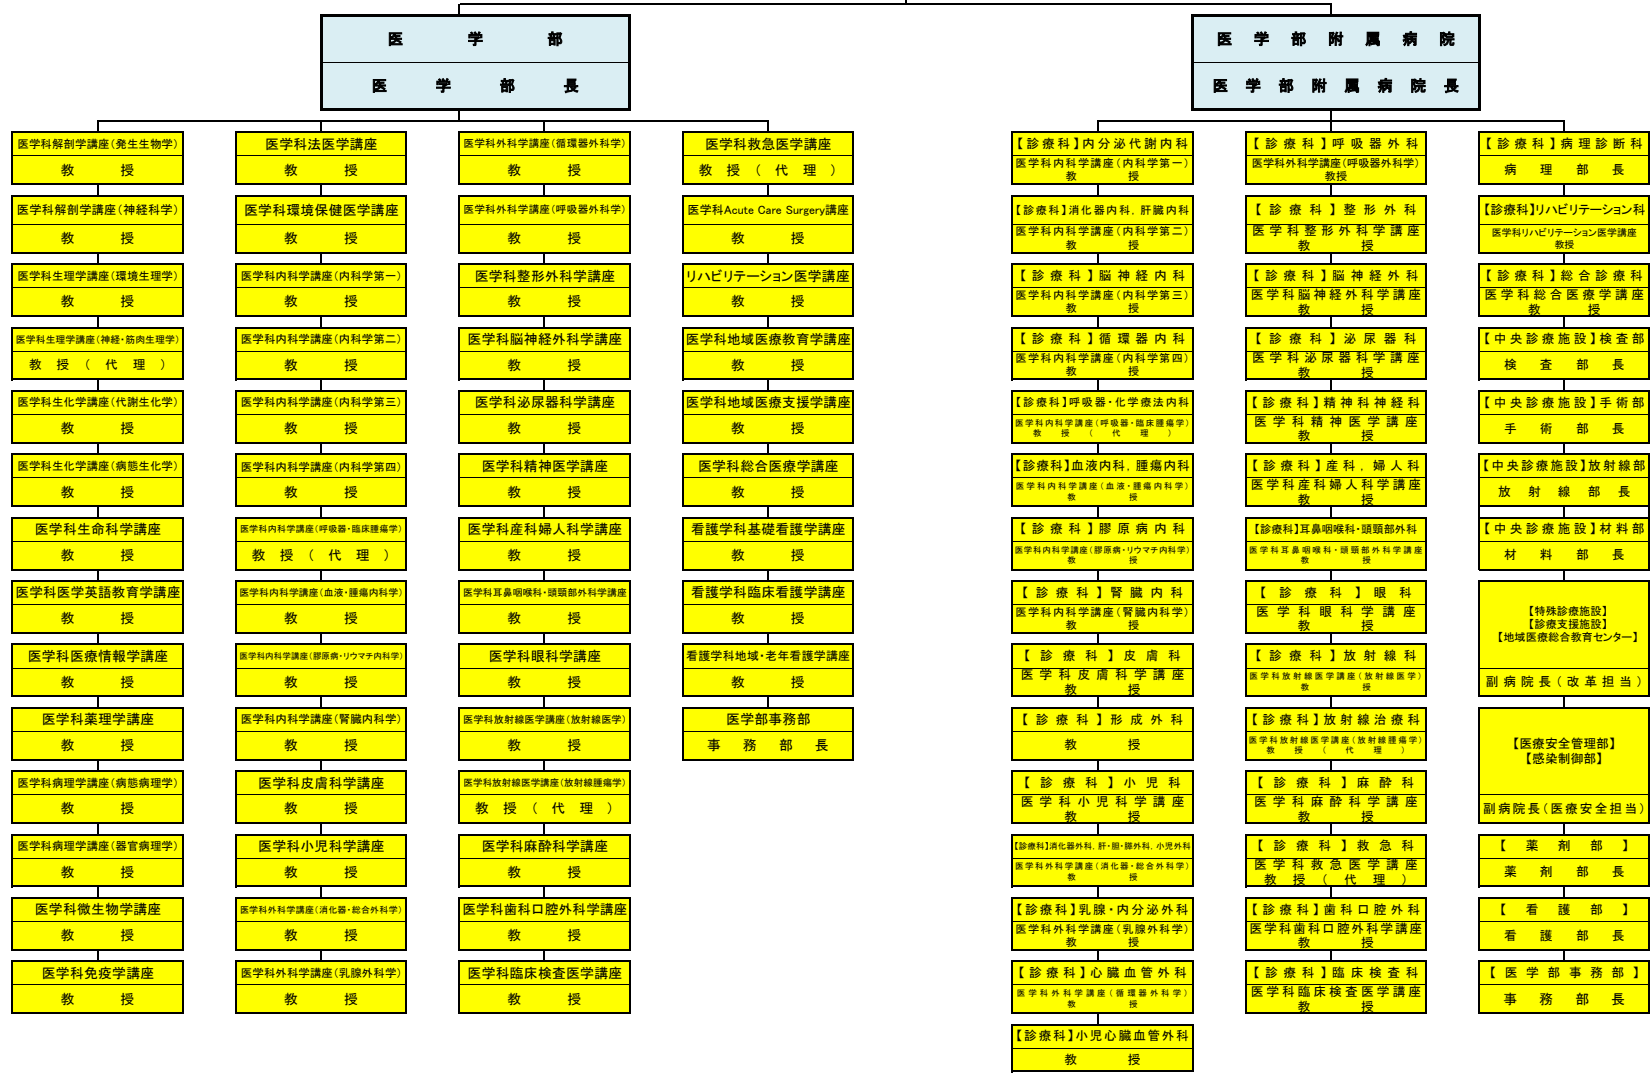 医学部
医学部長
医学科解剖学講座(発生生物学)
教授
医学科解剖学講座(神経科学)
教授
医学科生理学講座(環境生理学)
教授
医学科生理学講座(神経・筋肉生理学)
教授(代理)
医学科生化学講座(代謝生化学)
教授
医学科生化学講座(病態生化学)
教授
医学科生命科学講座
教授
医学科医学英語教育学講座
教授
医学科医療情報学講座
教授
医学科薬理学講座
教授
医学科病理学講座(病態病理学)
教授
医学科病理学講座(器官病理学)
教授
医学科微生物学講座
教授
医学科免疫学講座
教授
医学科法医学講座
教授
医学科環境保健医学講座
教授
医学科内科学講座(内科学第一)
教授
医学科内科学講座(内科学第二)
教授
医学科内科学講座(内科学第三)
教授
医学科内科学講座(内科学第四)
教授
医学科内科学講座(呼吸器・臨床腫瘍学)
教授(代理)
医学科内科学講座(血液・腫瘍内科学)
教授
医学科内科学講座(膠原病・リウマチ内科学)
教授
医学科内科学講座(腎臓内科学)
教授
医学科皮膚科学講座
教授
医学科小児科学講座
教授
医学科外科学講座(消化器・総合外科学)
教授
医学科外科学講座(乳腺外科学)
教授
医学科外科学講座(循環器外科学)
教授
医学科外科学講座(呼吸器外科学)
教授
医学科整形外科学講座
教授
医学科脳神経外科学講座
教授
医学科泌尿器科学講座
教授
医学科精神医学講座
教授
医学科産科婦人科学講座
教授
医学科耳鼻咽喉科・頭頸部外科学講座
教授
医学科眼科学講座
教授
医学科放射線医学講座(放射線医学)
教授
医学科放射線医学講座(放射線腫瘍学)
教授(代理)
医学科麻酔科学講座
教授
医学科歯科口腔外科学講座
教授
医学科臨床検査医学講座
教授
医学科救急医学講座
教授(代理)
医学科Acute Care Surgery講座
教授
リハビリテーション医学講座
教授
医学科地域医療教育学講座
教授
医学科地域医療支援学講座
教授
医学科総合医療学講座
教授
看護学科基礎看護学講座
教授
看護学科臨床看護学講座
教授
看護学科地域・老年看護学講座
教授
医学部事務部
事務部長
医学部附属病院
医学部附属病院長
【診療科】内分泌代謝内科
医学科内科学講座(内科学第一)
教授
【診療科】消化器内科，肝臓内科
医学科内科学講座(内科学第二)
教授
【診療科】脳神経内科
医学科内科学講座(内科学第三)
教授
【診療科】循環器内科
医学科内科学講座(内科学第四)
教授
【診療科】呼吸器・化学療法内科
医学科内科学講座(呼吸器・臨床腫瘍学)
教授(代理)
【診療科】血液内科，腫瘍内科
医学科内科学講座(血液・腫瘍内科学)
教授
【診療科】膠原病内科
医学科内科学講座(膠原病・リウマチ内科学)
教授
【診療科】腎臓内科
医学科内科学講座(腎臓内科学)
教授
【診療科】皮膚科
医学科皮膚科学講座
教授
【診療科】形成外科
教授
【診療科】小児科
医学科小児科学講座
教授
【診療科】消化器外科，肝・胆・膵外科，小児外科
医学科外科学講座(消化器・総合外科学)
教授
【診療科】乳腺・内分泌外科
医学科外科学講座(乳腺外科学)
教授
【診療科】心臓血管外科
医学科外科学講座(循環器外科学)
教授
【診療科】小児心臓血管外科
教授
【診療科】呼吸器外科
医学科外科学講座(呼吸器外科学)
教授
【診療科】整形外科
医学科整形外科学講座
教授
【診療科】脳神経外科
医学科脳神経外科学講座
教授
【診療科】泌尿器科
医学科泌尿器科学講座
教授
【診療科】精神科神経科
医学科精神医学講座
教授
【診療科】産科，婦人科
医学科産科婦人科学講座
教授
【診療科】耳鼻咽喉科・頭頸部外科
医学科耳鼻咽喉科・頭頸部外科学講座
教授
【診療科】眼科
医学科眼科学講座
教授
【診療科】放射線科
医学科放射線医学講座(放射線医学)
教授
【診療科】放射線治療科
医学科放射線医学講座(放射線腫瘍学)
教授(代理)
【診療科】麻酔科
医学科麻酔科学講座
教授
【診療科】救急科
医学科救急医学講座
教授(代理)
【診療科】歯科口腔外科
医学科歯科口腔外科学講座
教授
【診療科】臨床検査科
医学科臨床検査医学講座
教授
【診療科】病理診断科
病理部長
【診療科】リハビリテーション科
医学科リハビリテーション医学講座
教授
【診療科】総合診療科
医学科総合医療学講座
教授
【中央診療施設】検査部
検査部長
【中央診療施設】手術部
手術部長
【中央診療施設】放射線部
放射線部長
【中央診療施設】材料部
材料部長
【特殊診療施設】
【診療支援施設】
【地域医療総合教育センター】
副病院長(改革担当)
【医療安全管理部】
【感染制御部】
副病院長(医療安全担当)
【薬剤部】
薬剤部長
【看護部】
看護部長
【医学部事務部】
事務部長